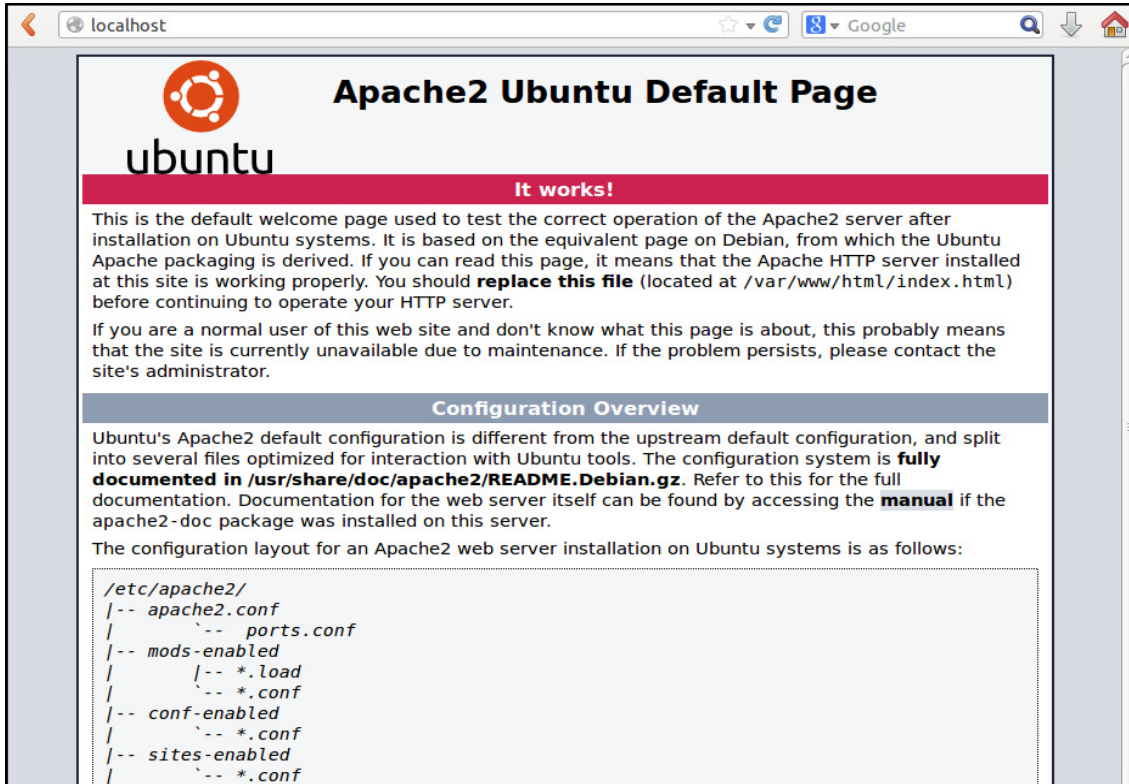 localhost
Google
ubuntu
Apache2 Ubuntu Default Page
It works!
This is the default welcome page used to test the correct operation of the Apache2 server after
installation on Ubuntu systems. It is based on the equivalent page on Debian, from which the Ubuntu
Apache packaging is derived. If you can read this page, it means that the Apache HTTP server installed
at this site is working properly. You should replace this file (located at /var/www/html/index.html)
before continuing to operate your HTTP server.
If you are a normal user of this web site and don't know what this page is about, this probably means
that the site is currently unavailable due to maintenance. If the problem persists, please contact the
site's administrator.
Configuration Overview
Ubuntu's Apache2 default configuration is different from the upstream default configuration, and split
into several files optimized for interaction with Ubuntu tools. The configuration system is fully
documented in /usr/share/doc/apache2/README.Debian.gz. Refer to this for the full
documentation. Documentation for the web server itself can be found by accessing the manual if the
apache2-doc package was installed on this server.
The configuration layout for an Apache2 web server installation on Ubuntu systems is as follows:
/etc/apache2/
|-- apache2.conf
|       `--  ports.conf
|-- mods-enabled
|       |-- *.load
|       `-- *.conf
|-- conf-enabled
|       `-- *.conf
|-- sites-enabled
|       `-- *.conf